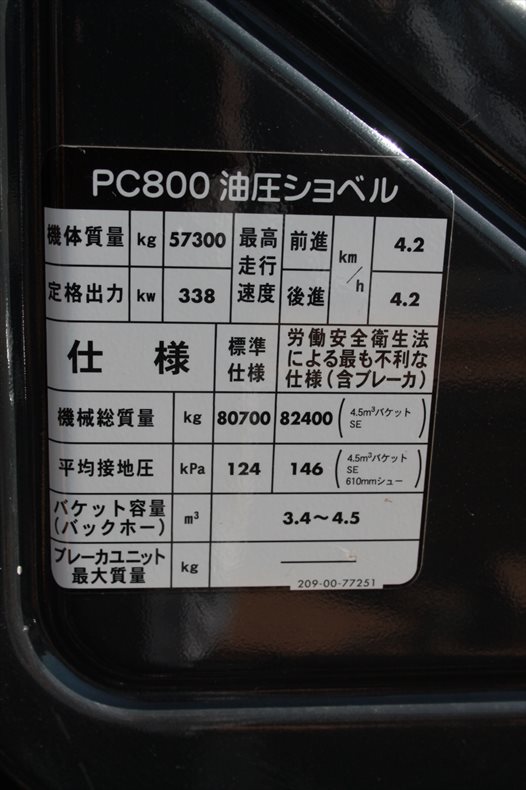 PC800 油圧ショベル
機体質量 kg 57300 最高走行速度 前進 km/h 4.2
定格出力 kw 338 後進 4.2
仕様 標準仕様 労働安全衛生法による最も不利な仕様(含ブレーカ)
機械総質量 kg 80700 82400 (4.5m³バケット SE)
平均接地圧 kPa 124 146 (4.5m³バケット SE 610mmシュー)
バケット容量(バックホー) m³ 3.4～4.5
ブレーカユニット最大質量 kg ―
209-00-77251